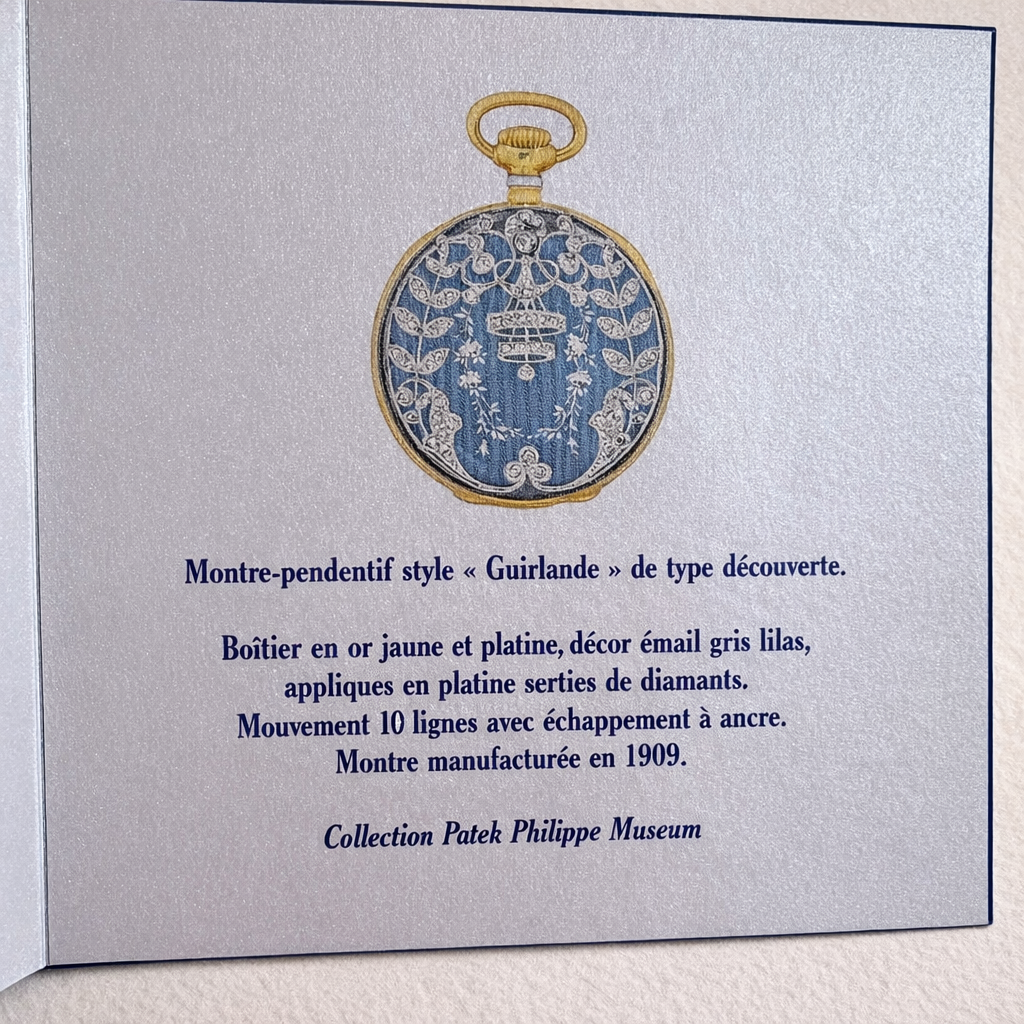 Montre-pendentif style « Guirlande » de type découverte.
Boîtier en or jaune et platine, décor émail gris lilas,
appliques en platine serties de diamants.
Mouvement 10 lignes avec échappement à ancre.
Montre manufacturée en 1909.
Collection Patek Philippe Museum